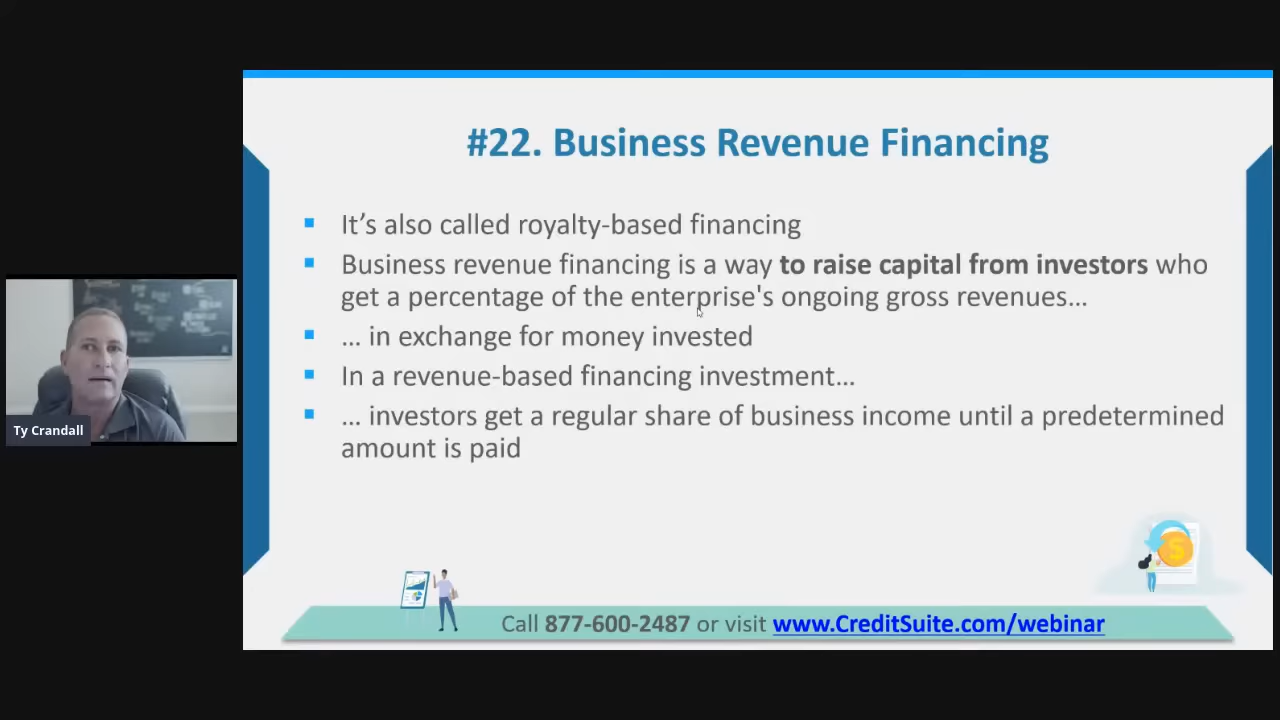 #22. Business Revenue Financing
It’s also called royalty-based financing
Business revenue financing is a way to raise capital from investors who
get a percentage of the enterprise's ongoing gross revenues…
… in exchange for money invested
In a revenue-based financing investment…
… investors get a regular share of business income until a predetermined
amount is paid
Ty Crandall
Call 877-600-2487 or visit www.CreditSuite.com/webinar